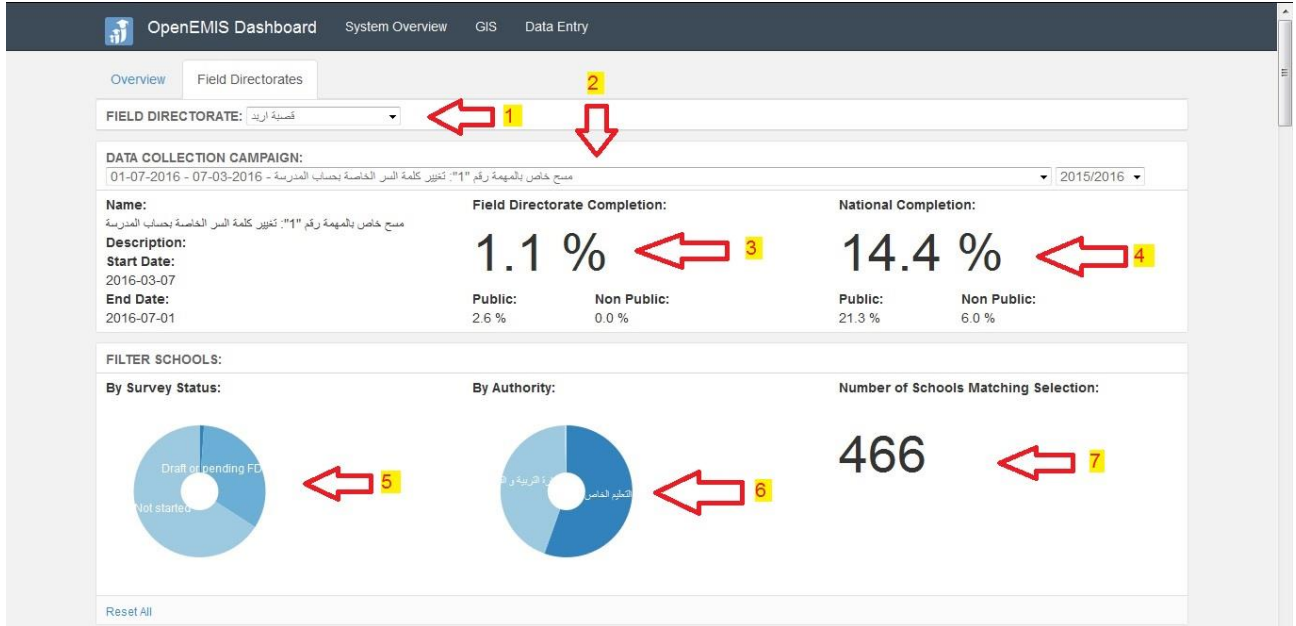 OpenEMIS Dashboard System Overview GIS Data Entry
Overview Field Directorates
2
FIELD DIRECTORATE: قصبة اربد
1
DATA COLLECTION CAMPAIGN:
مسح خاص بالمهمة رقم "1": تغيير كلمة السر الخاصة بحساب المدرسة - 2016-03-07 - 2016-07-01
2015/2016
Name:
مسح خاص بالمهمة رقم "1": تغيير كلمة السر الخاصة بحساب المدرسة
Description:
Start Date:
2016-03-07
End Date:
2016-07-01
Field Directorate Completion:
1.1 %
3
Public: Non Public:
2.6 % 0.0 %
National Completion:
14.4 %
4
Public: Non Public:
21.3 % 6.0 %
FILTER SCHOOLS:
By Survey Status:
Draft or pending FD
Not started
5
By Authority:
التربية و
التعليم الخاص
6
Number of Schools Matching Selection:
466
7
Reset All